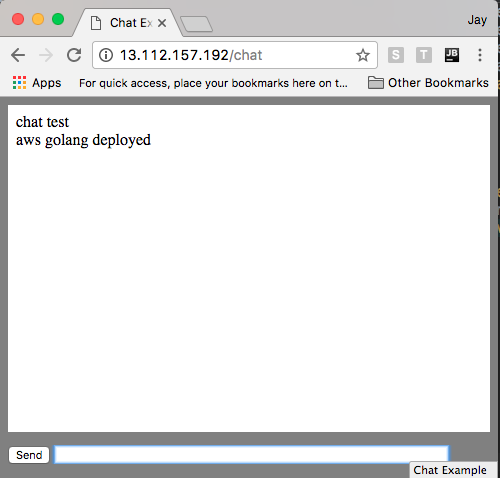 Chat Ex
Jay
13.112.157.192/chat
S
T
JB
Apps
For quick access, place your bookmarks here on t...
Other Bookmarks
chat test
aws golang deployed
Send
Chat Example